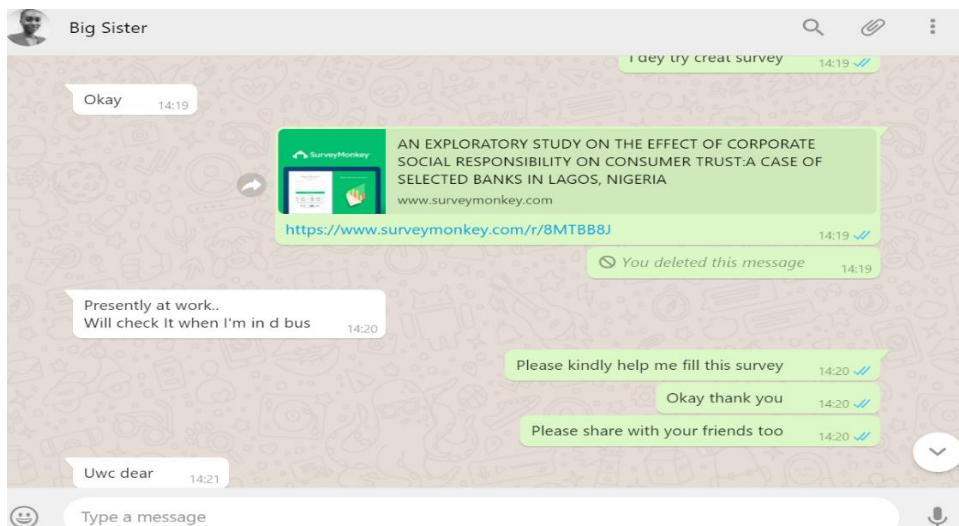 Big Sister
I dey try creat survey 14:19
Okay 14:19
SurveyMonkey
AN EXPLORATORY STUDY ON THE EFFECT OF CORPORATE
SOCIAL RESPONSIBILITY ON CONSUMER TRUST:A CASE OF
SELECTED BANKS IN LAGOS, NIGERIA
www.surveymonkey.com
https://www.surveymonkey.com/r/8MTBB8J 14:19
You deleted this message 14:19
Presently at work..
Will check It when I'm in d bus 14:20
Please kindly help me fill this survey 14:20
Okay thank you 14:20
Please share with your friends too 14:20
Uwc dear 14:21
Type a message